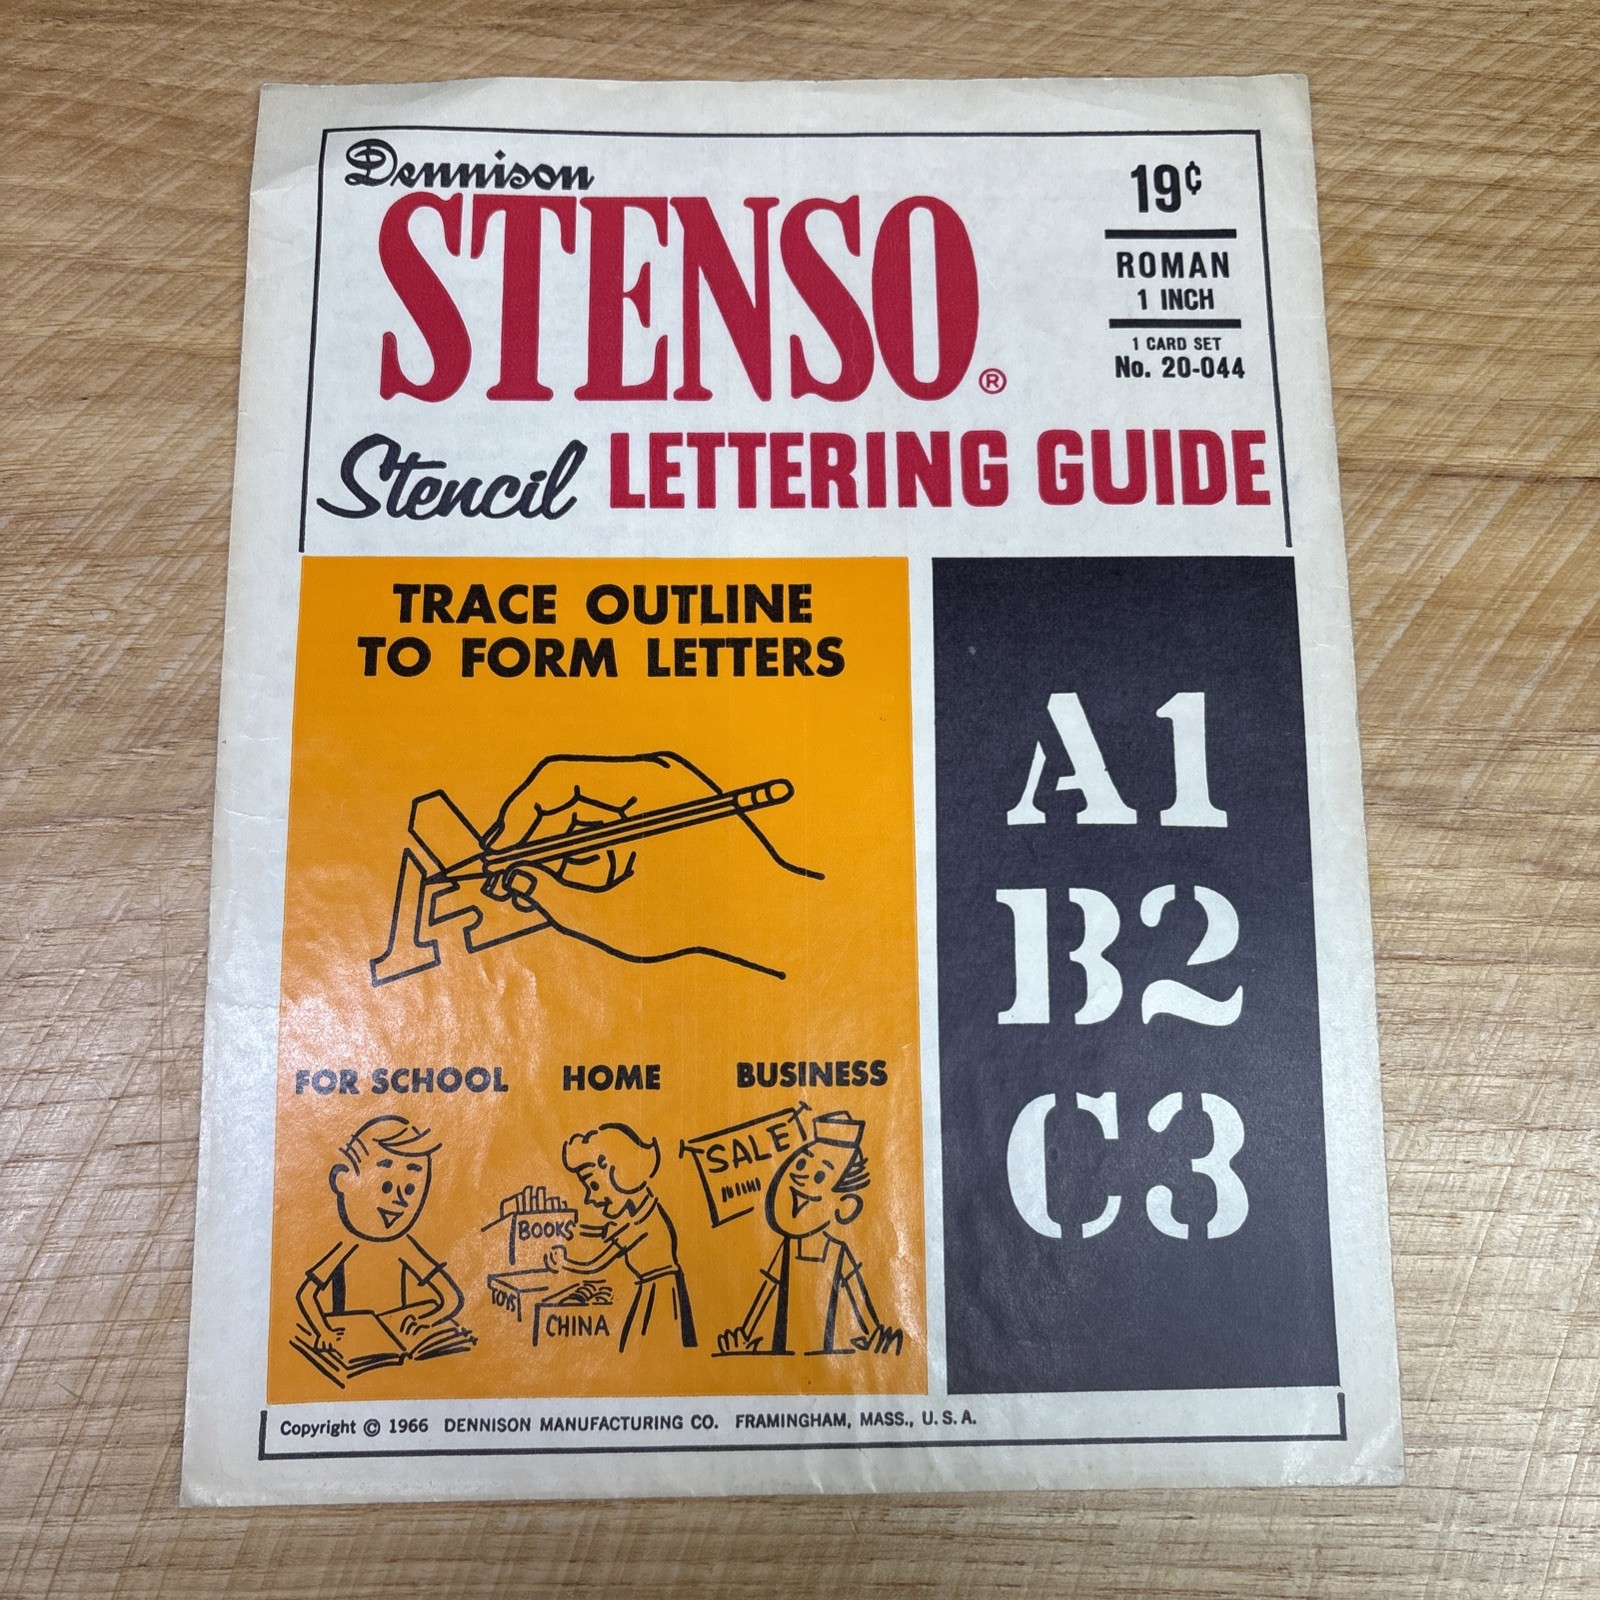 Dennison
STENSO®
19¢
ROMAN
1 INCH
1 CARD SET
No. 20-044
Stencil LETTERING GUIDE
TRACE OUTLINE
TO FORM LETTERS
A1
B2
C3
FOR SCHOOL HOME BUSINESS
SALE
BOOKS
TOYS
CHINA
Copyright © 1966 DENNISON MANUFACTURING CO. FRAMINGHAM, MASS., U.S.A.